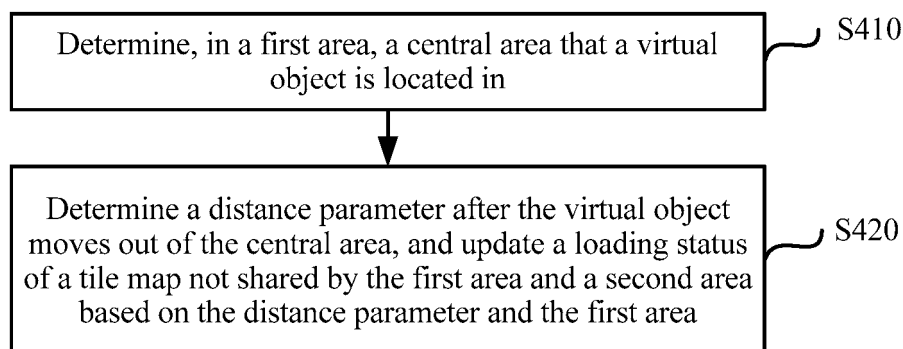 Determine, in a first area, a central area that a virtual
object is located in
S410
Determine a distance parameter after the virtual object
moves out of the central area, and update a loading status
of a tile map not shared by the first area and a second area
based on the distance parameter and the first area
S420